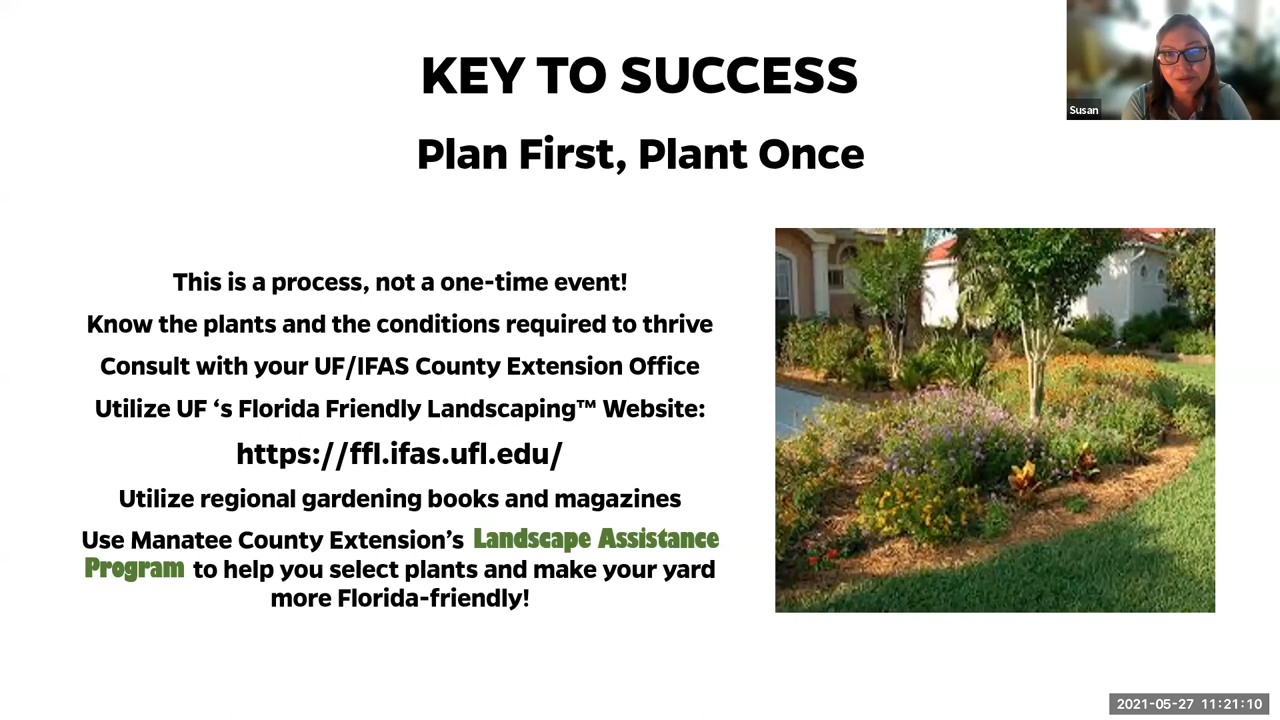 KEY TO SUCCESS
Susan
Plan First, Plant Once
This is a process, not a one-time event!
Know the plants and the conditions required to thrive
Consult with your UF/IFAS County Extension Office
Utilize UF ‘s Florida Friendly Landscaping™ Website:
https://ffl.ifas.ufl.edu/
Utilize regional gardening books and magazines
Use Manatee County Extension’s Landscape Assistance
Program to help you select plants and make your yard
more Florida-friendly!
2021-05-27 11:21:10